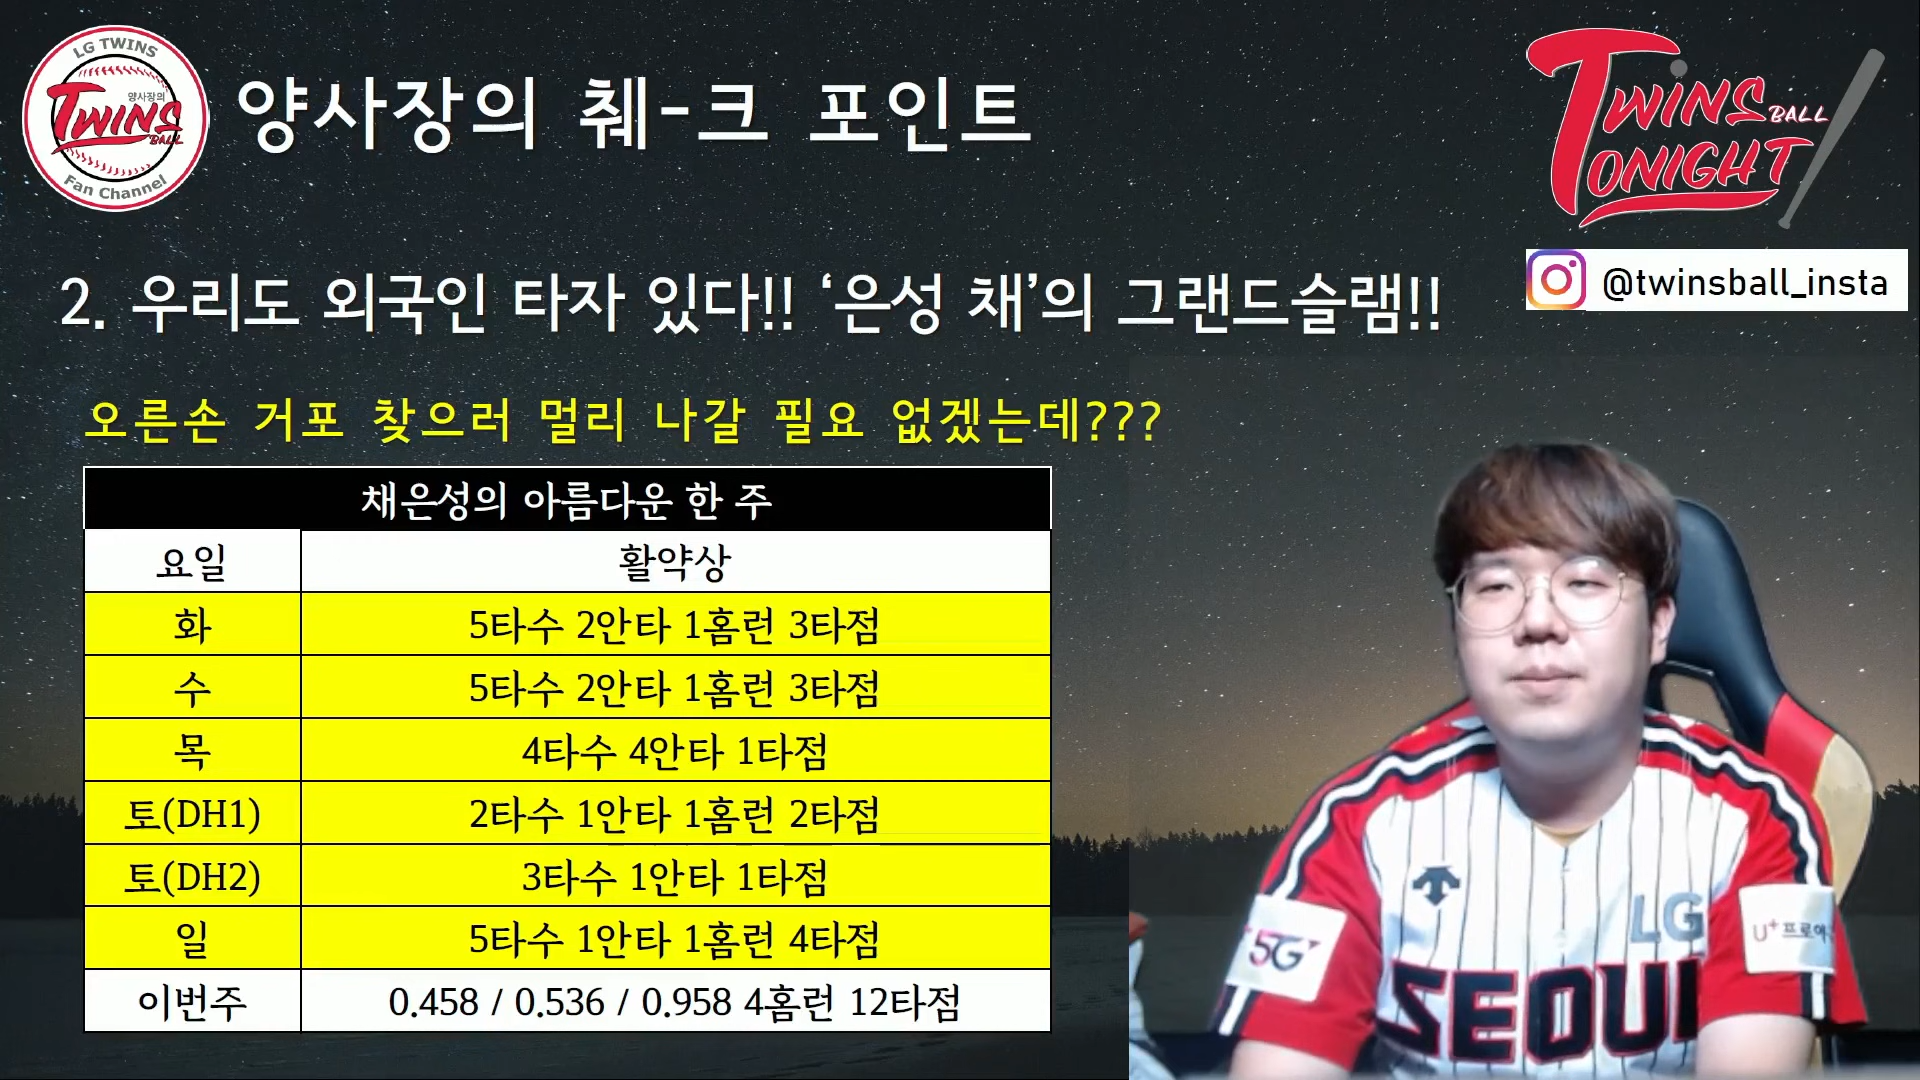 LG TWINS
양사장의
TWINS
BALL
Fan Channel
양사장의 췌-크 포인트
TWINS BALL
TONIGHT
@twinsball_insta
2. 우리도 외국인 타자 있다!! ‘은성 채’의 그랜드슬램!!
오른손 거포 찾으러 멀리 나갈 필요 없겠는데???
채은성의 아름다운 한 주
요일 활약상
화 5타수 2안타 1홈런 3타점
수 5타수 2안타 1홈런 3타점
목 4타수 4안타 1타점
토(DH1) 2타수 1안타 1홈런 2타점
토(DH2) 3타수 1안타 1타점
일 5타수 1안타 1홈런 4타점
이번주 0.458 / 0.536 / 0.958 4홈런 12타점
5G
LG
U+프로야
SEOUL